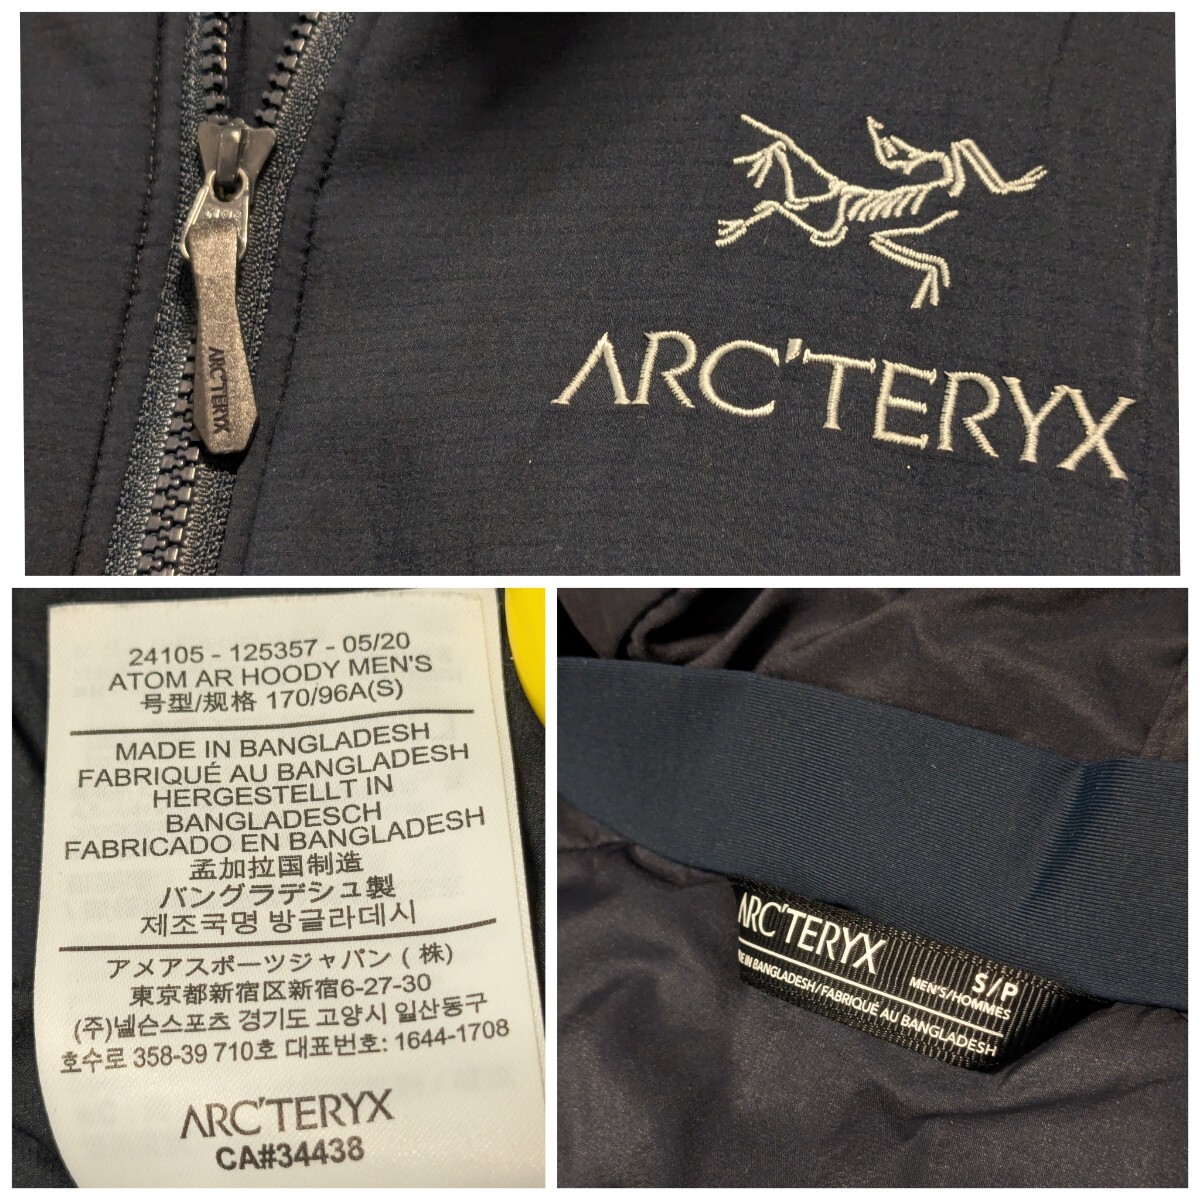 ARC'TERYX
ARC'TERYX
24105 - 125357 - 05/20
ATOM AR HOODY MEN'S
号型/规格 170/96A(S)
MADE IN BANGLADESH
FABRIQUÉ AU BANGLADESH
HERGESTELLT IN
BANGLADESCH
FABRICADO EN BANGLADESH
孟加拉国制造
バングラデシュ製
제조국명 방글라데시
アメアスポーツジャパン (株)
東京都新宿区新宿6-27-30
(주)넬슨스포츠 경기도 고양시 일산동구
호수로 358-39 710호 대표번호: 1644-1708
ARC'TERYX
CA#34438
ARC'TERYX
S/P
MEN'S/HOMMES
IN BANGLADESH/FABRIQUÉ AU BANGLADESH